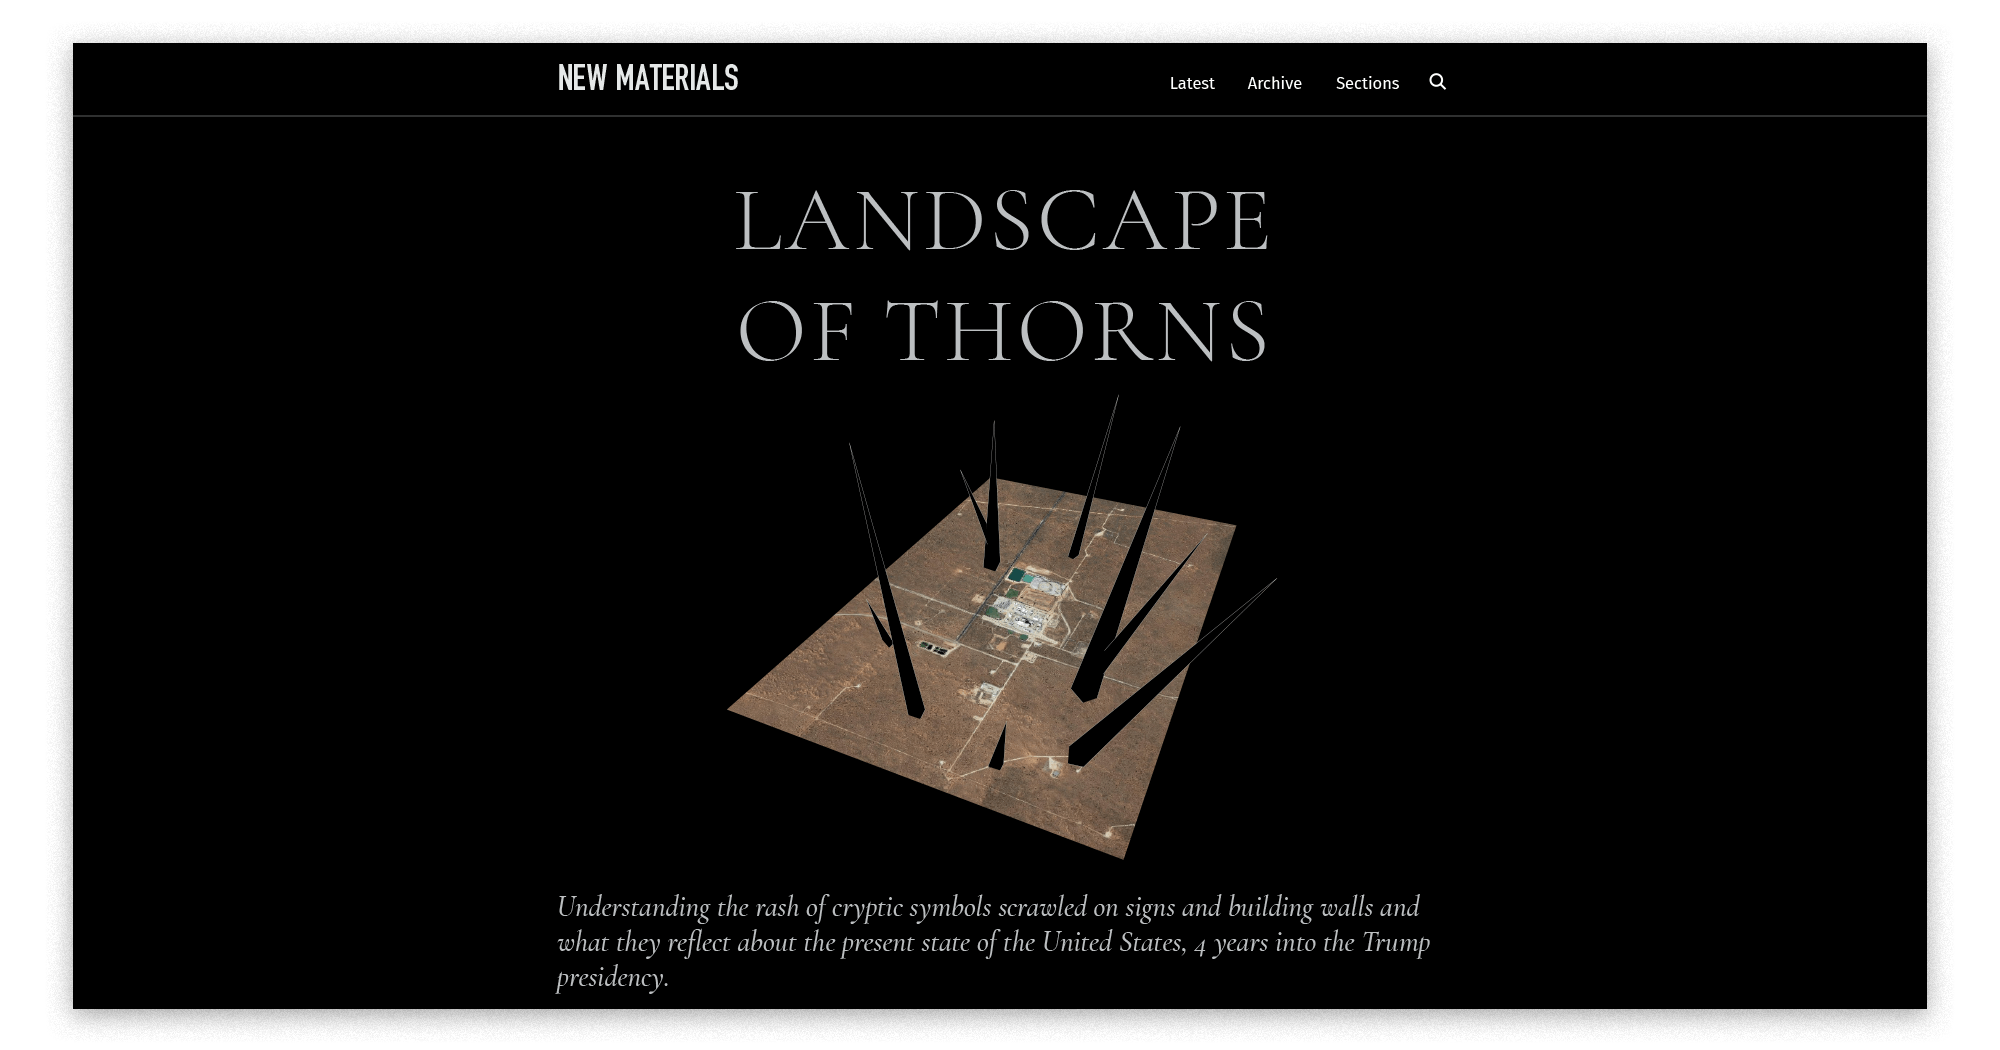 NEW MATERIALS
Latest Archive Sections
LANDSCAPE
OF THORNS
Understanding the rash of cryptic symbols scrawled on signs and building walls and
what they reflect about the present state of the United States, 4 years into the Trump
presidency.